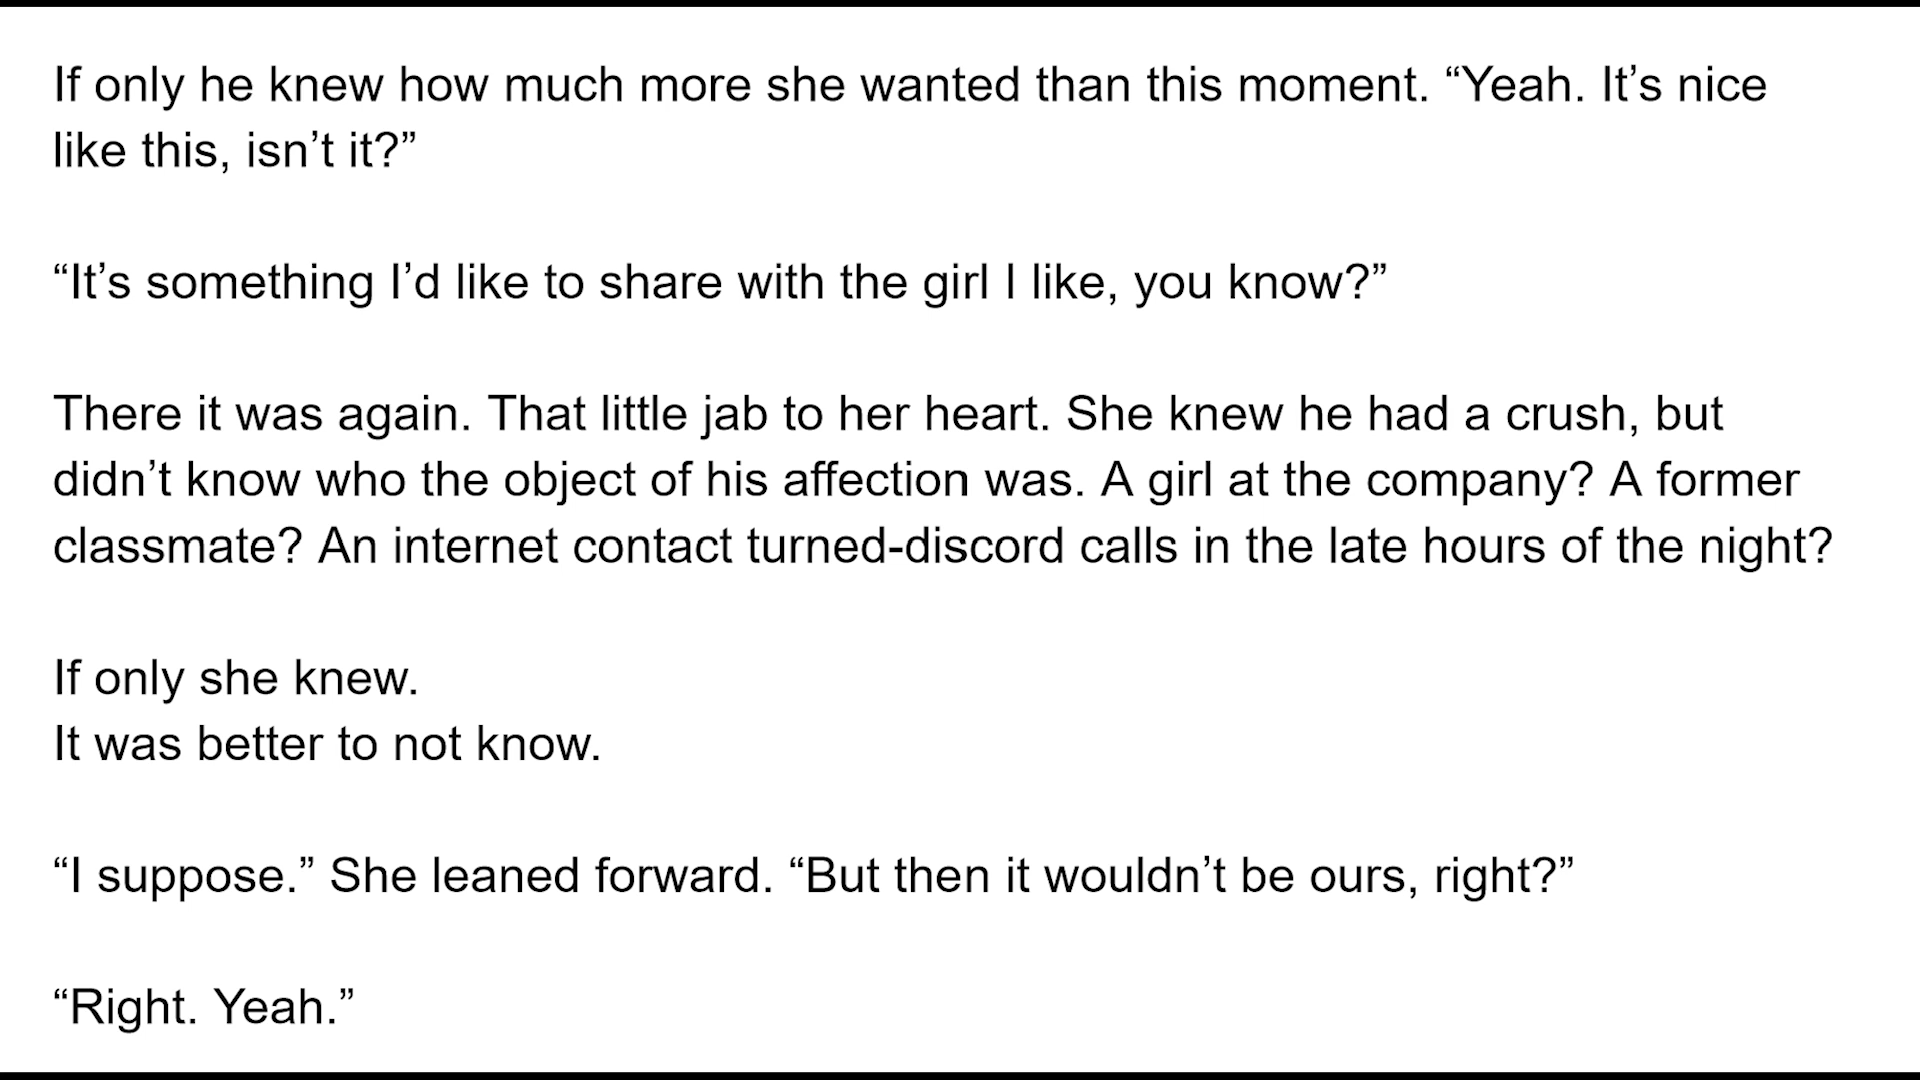 If only he knew how much more she wanted than this moment. “Yeah. It’s nice
like this, isn’t it?”
“It’s something I’d like to share with the girl I like, you know?”
There it was again. That little jab to her heart. She knew he had a crush, but
didn’t know who the object of his affection was. A girl at the company? A former
classmate? An internet contact turned-discord calls in the late hours of the night?
If only she knew.
It was better to not know.
“I suppose.” She leaned forward. “But then it wouldn’t be ours, right?”
“Right. Yeah.”